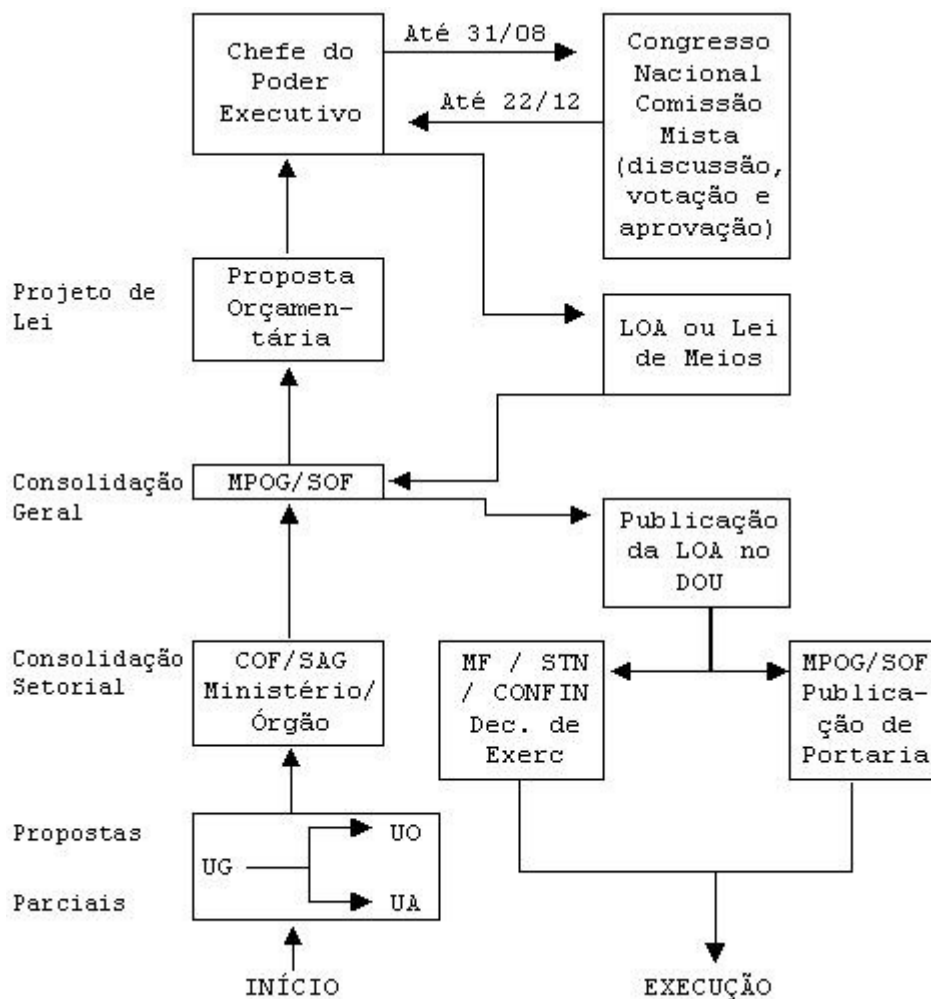 Chefe do
Poder
Executivo
Até 31/08
Até 22/12
Congresso
Nacional
Comissão
Mista
(discussão,
votação e
aprovação)
Projeto de
Lei
Proposta
Orçamen-
tária
LOA ou Lei
de Meios
Consolidação
Geral
MPOG/SOF
Publicação
da LOA no
DOU
Consolidação
Setorial
COF/SAG
Ministério/
Órgão
MF / STN
/ CONFIN
Dec. de
Exerc
MPOG/SOF
Publica-
ção de
Portaria
Propostas
Parciais
UG
UO
UA
INÍCIO
EXECUÇÃO